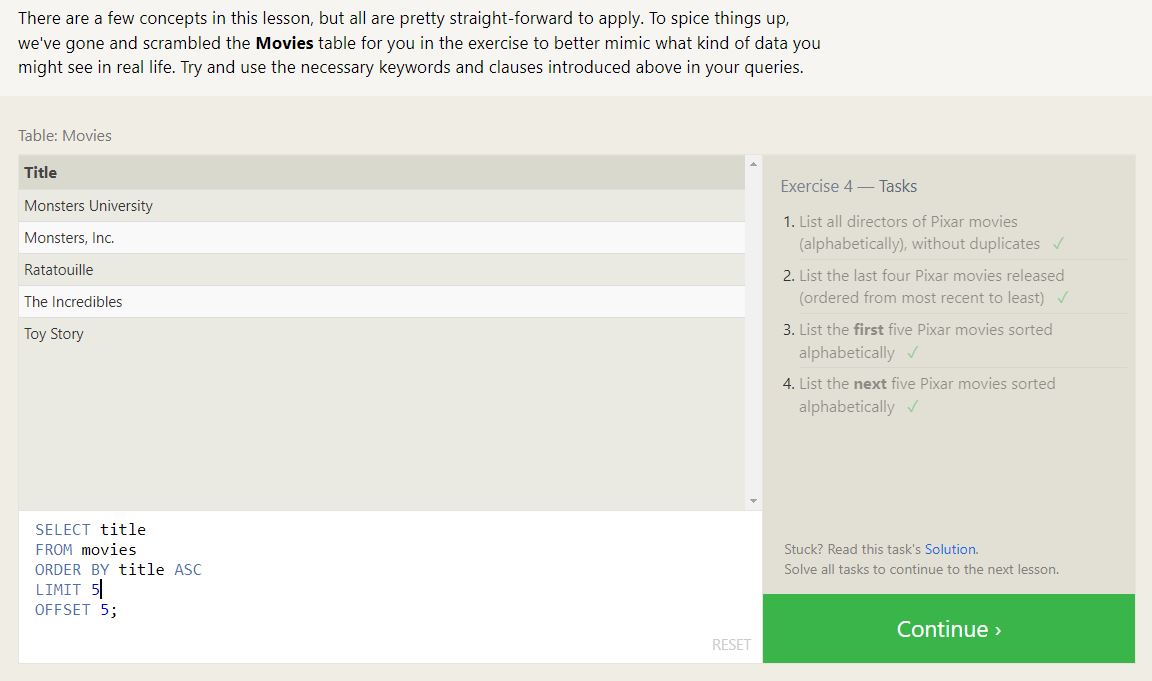 There are a few concepts in this lesson, but all are pretty straight-forward to apply. To spice things up,
we've gone and scrambled the Movies table for you in the exercise to better mimic what kind of data you
might see in real life. Try and use the necessary keywords and clauses introduced above in your queries.
Table: Movies
Title
Monsters University
Monsters, Inc.
Ratatouille
The Incredibles
Toy Story
SELECT title
FROM movies
ORDER BY title ASC
LIMIT 5
OFFSET 5;
RESET
Exercise 4 — Tasks
1. List all directors of Pixar movies
(alphabetically), without duplicates ✓
2. List the last four Pixar movies released
(ordered from most recent to least) ✓
3. List the first five Pixar movies sorted
alphabetically ✓
4. List the next five Pixar movies sorted
alphabetically ✓
Stuck? Read this task's Solution.
Solve all tasks to continue to the next lesson.
Continue ›